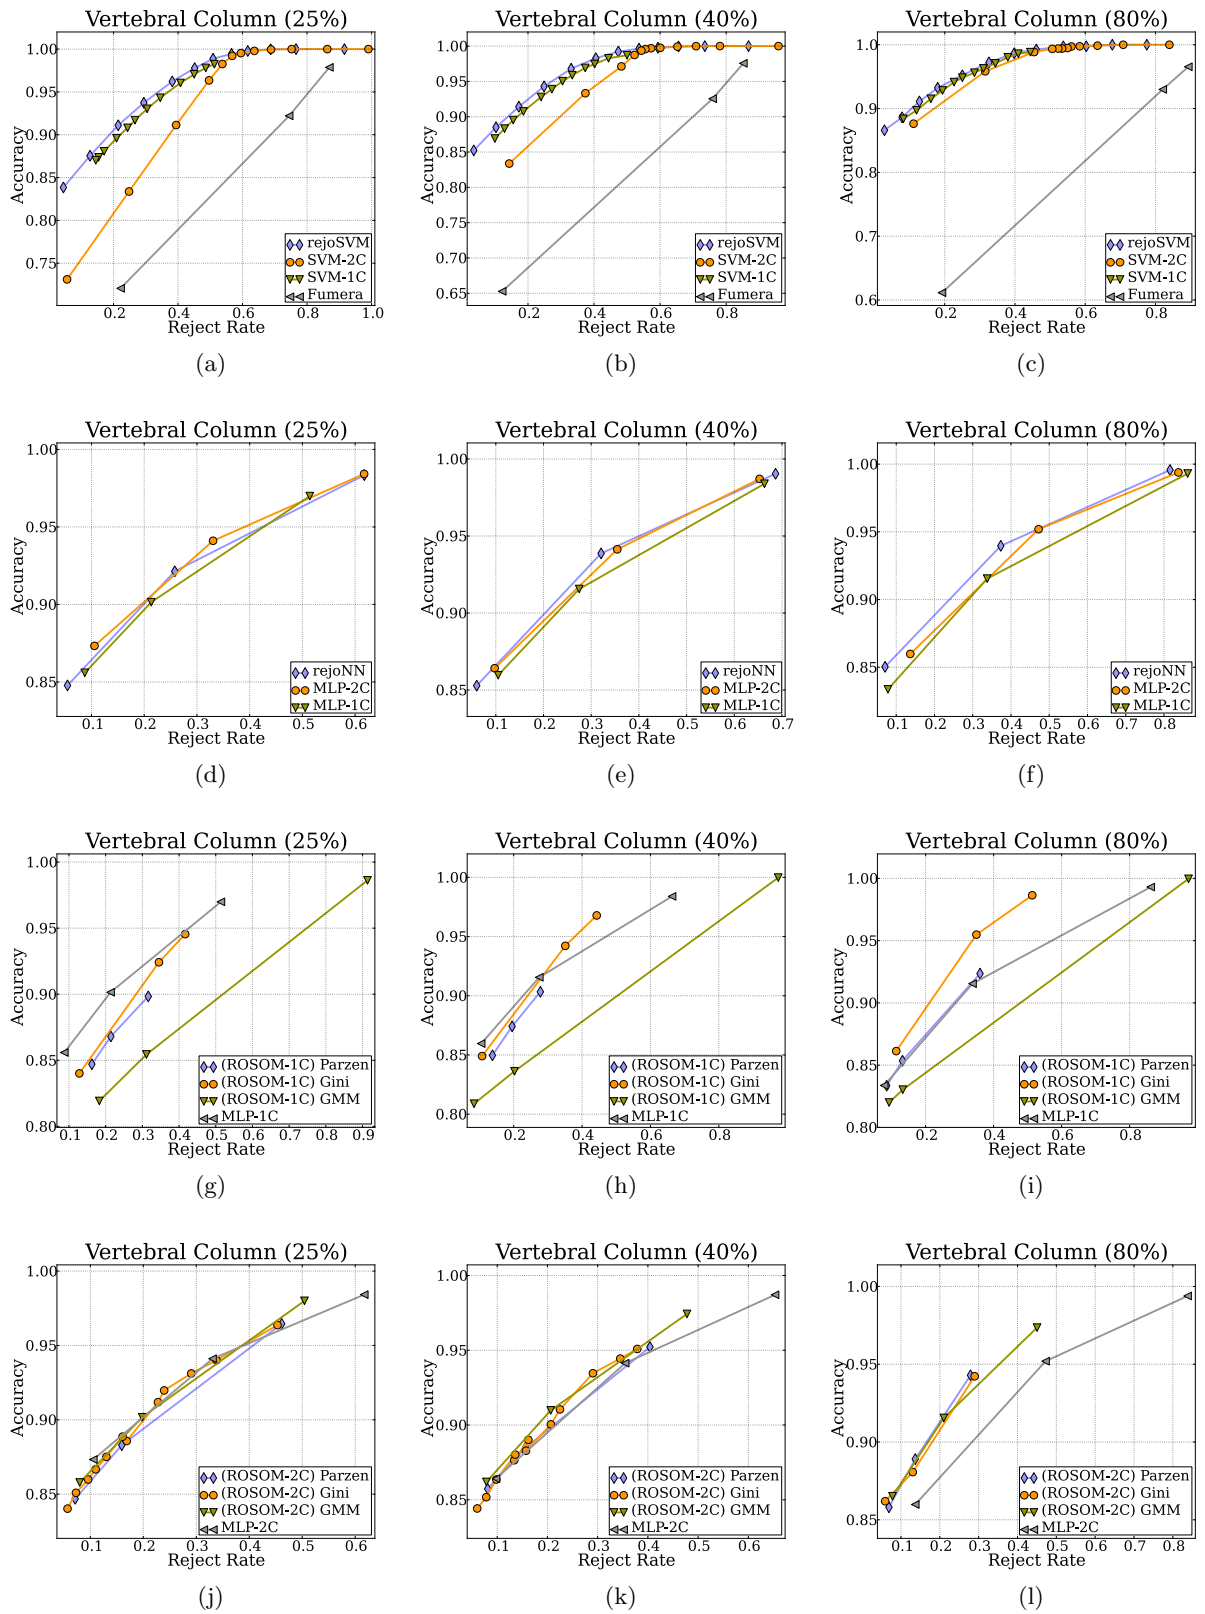 Vertebral Column (25%)
1.00
0.95
0.90
0.85
0.80
0.75
Accuracy
rejoSVM
SVM-2C
SVM-1C
Fumera
0.2 0.4 0.6 0.8 1.0
Reject Rate
(a)
Vertebral Column (40%)
1.00
0.95
0.90
0.85
0.80
0.75
0.70
0.65
Accuracy
rejoSVM
SVM-2C
SVM-1C
Fumera
0.2 0.4 0.6 0.8
Reject Rate
(b)
Vertebral Column (80%)
1.0
0.9
0.8
0.7
0.6
Accuracy
rejoSVM
SVM-2C
SVM-1C
Fumera
0.2 0.4 0.6 0.8
Reject Rate
(c)
Vertebral Column (25%)
1.00
0.95
0.90
0.85
Accuracy
rejoNN
MLP-2C
MLP-1C
0.1 0.2 0.3 0.4 0.5 0.6
Reject Rate
(d)
Vertebral Column (40%)
1.00
0.95
0.90
0.85
Accuracy
rejoNN
MLP-2C
MLP-1C
0.1 0.2 0.3 0.4 0.5 0.6 0.7
Reject Rate
(e)
Vertebral Column (80%)
1.00
0.95
0.90
0.85
Accuracy
rejoNN
MLP-2C
MLP-1C
0.1 0.2 0.3 0.4 0.5 0.6 0.7 0.8
Reject Rate
(f)
Vertebral Column (25%)
1.00
0.95
0.90
0.85
0.80
Accuracy
(ROSOM-1C) Parzen
(ROSOM-1C) Gini
(ROSOM-1C) GMM
MLP-1C
0.1 0.2 0.3 0.4 0.5 0.6 0.7 0.8 0.9
Reject Rate
(g)
Vertebral Column (40%)
1.00
0.95
0.90
0.85
0.80
Accuracy
(ROSOM-1C) Parzen
(ROSOM-1C) Gini
(ROSOM-1C) GMM
MLP-1C
0.2 0.4 0.6 0.8
Reject Rate
(h)
Vertebral Column (80%)
1.00
0.95
0.90
0.85
0.80
Accuracy
(ROSOM-1C) Parzen
(ROSOM-1C) Gini
(ROSOM-1C) GMM
MLP-1C
0.2 0.4 0.6 0.8
Reject Rate
(i)
Vertebral Column (25%)
1.00
0.95
0.90
0.85
Accuracy
(ROSOM-2C) Parzen
(ROSOM-2C) Gini
(ROSOM-2C) GMM
MLP-2C
0.1 0.2 0.3 0.4 0.5 0.6
Reject Rate
(j)
Vertebral Column (40%)
1.00
0.95
0.90
0.85
Accuracy
(ROSOM-2C) Parzen
(ROSOM-2C) Gini
(ROSOM-2C) GMM
MLP-2C
0.1 0.2 0.3 0.4 0.5 0.6
Reject Rate
(k)
Vertebral Column (80%)
1.00
0.95
0.90
0.85
Accuracy
(ROSOM-2C) Parzen
(ROSOM-2C) Gini
(ROSOM-2C) GMM
MLP-2C
0.1 0.2 0.3 0.4 0.5 0.6 0.7 0.8
Reject Rate
(l)